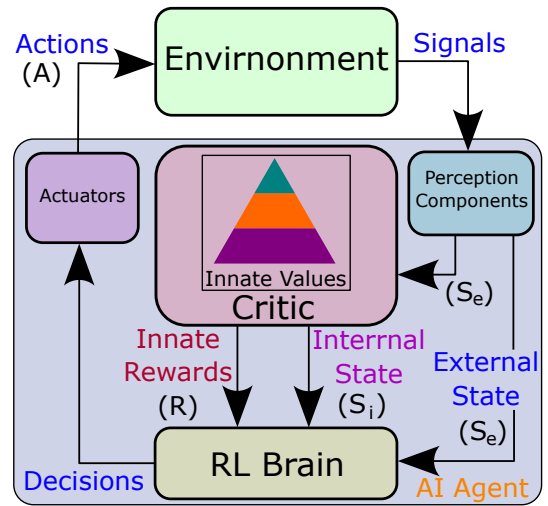 Actions
(A)
Envirnonment
Signals
Actuators
Innate Values
Critic
Perception
Components
(Sₑ)
Innate
Rewards
(R)
Interrnal
State
(Sᵢ)
External
State
(Sₑ)
Decisions
RL Brain
AI Agent